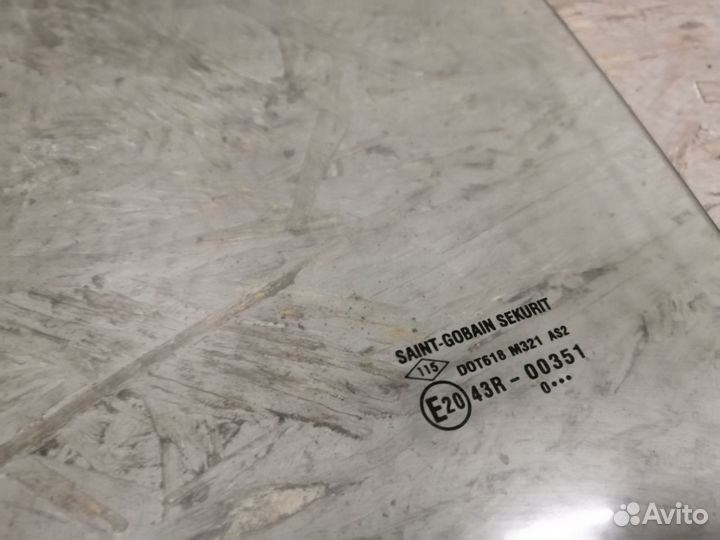 SAINT-GOBAIN SEKURIT
115 DOT618 M321 AS2
E20 43R-00351
0•••
Avito